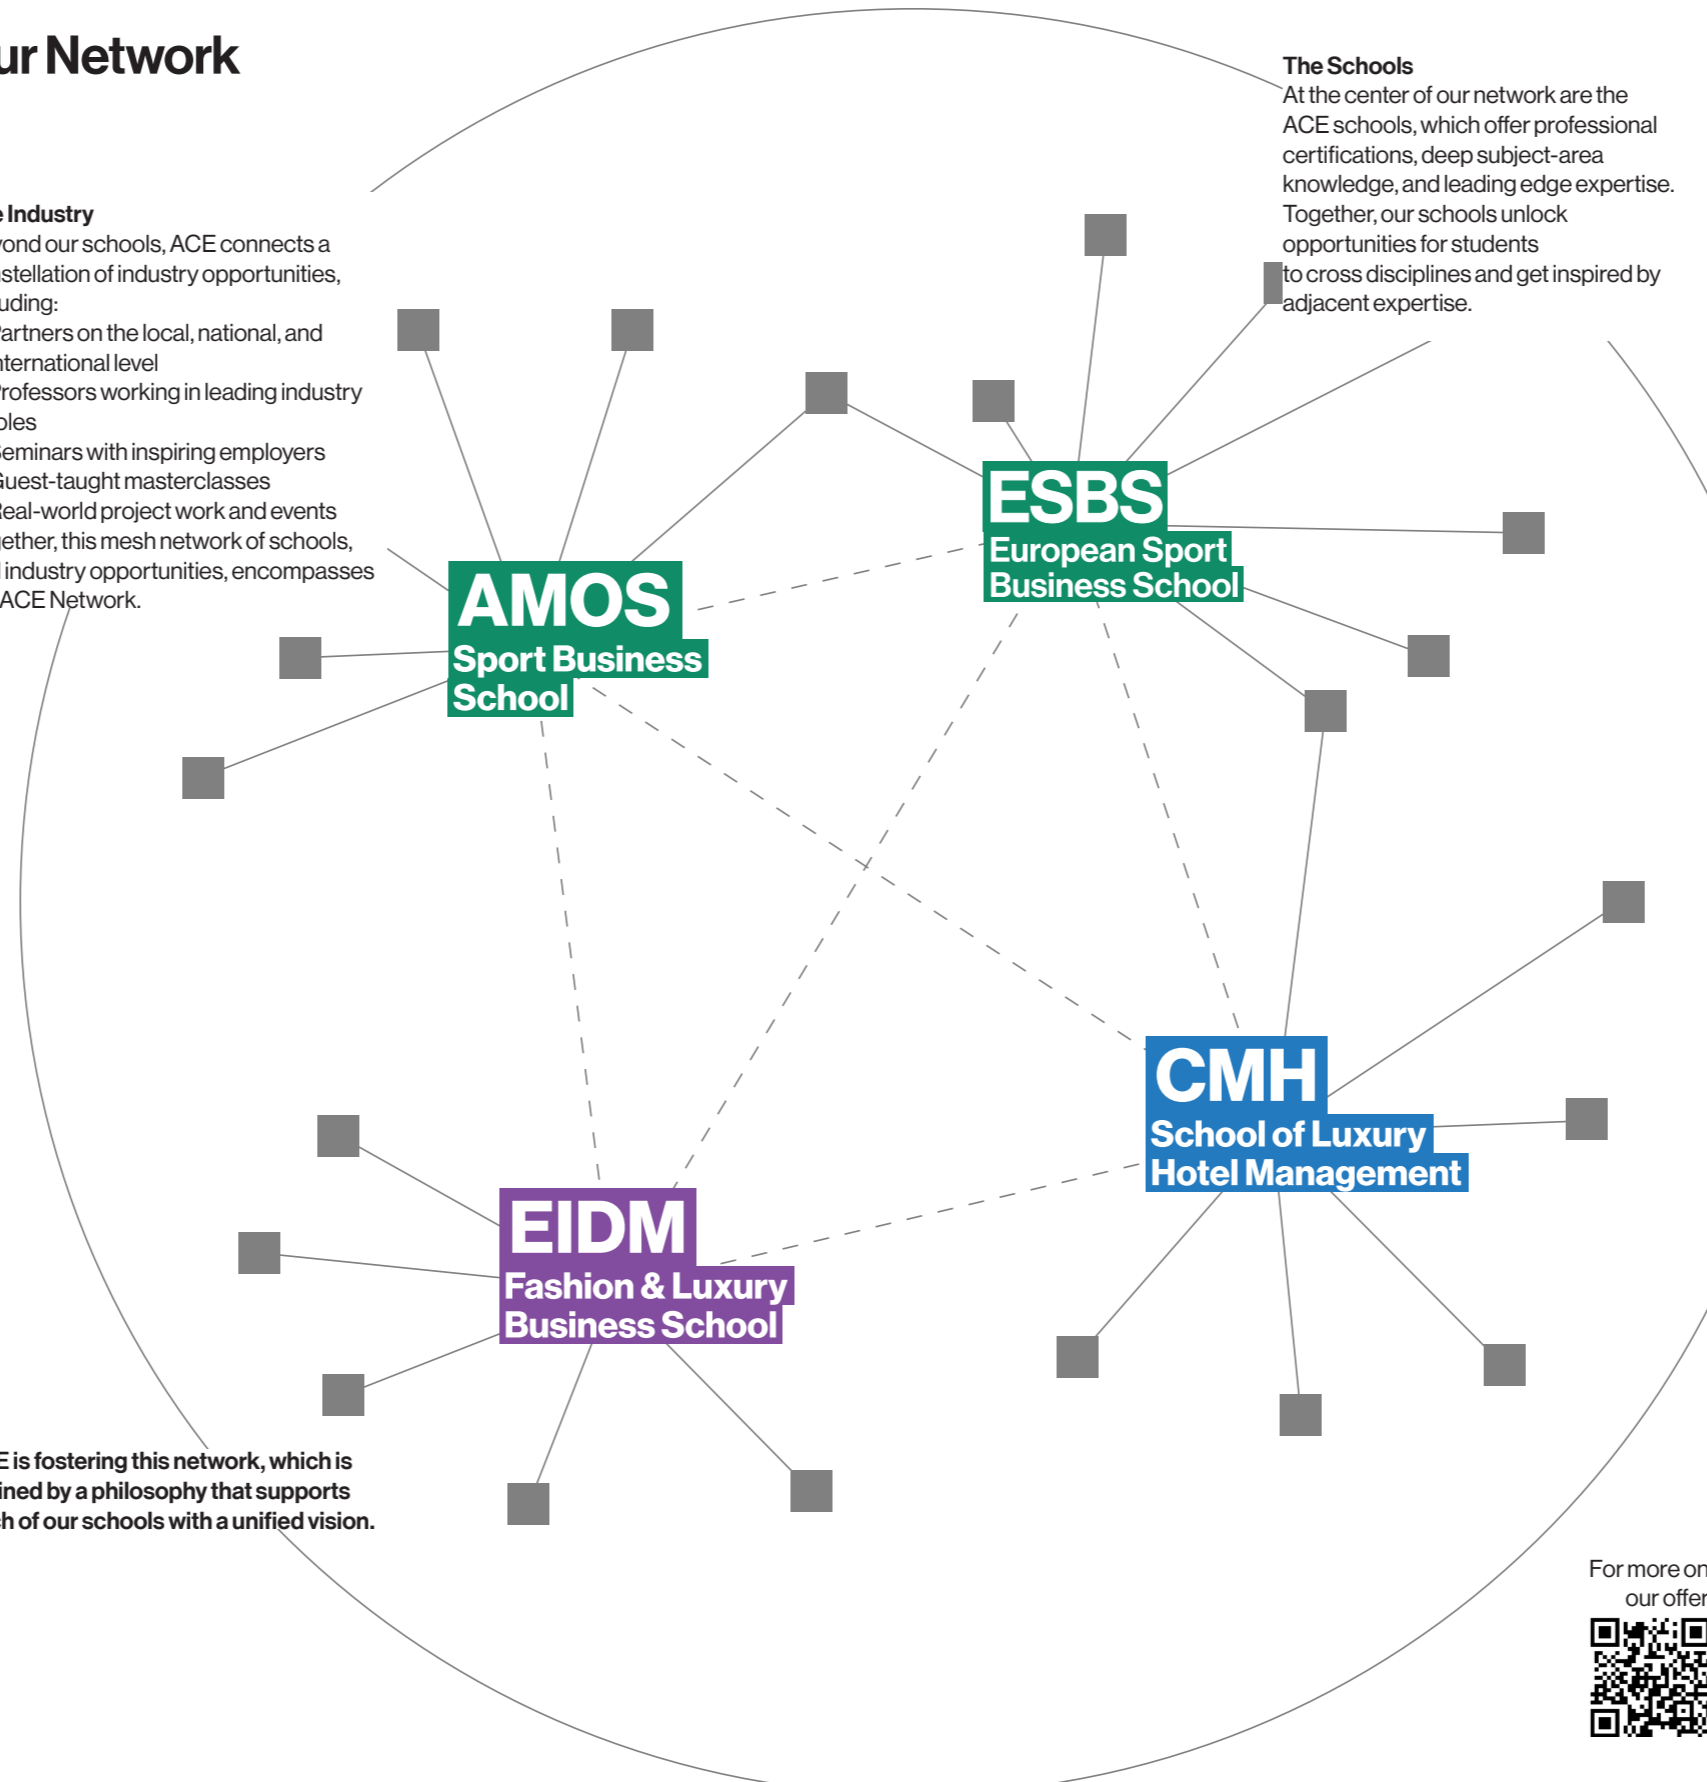 ur Network
The Schools
At the center of our network are the
ACE schools, which offer professional
certifications, deep subject-area
knowledge, and leading edge expertise.
Together, our schools unlock
opportunities for students
to cross disciplines and get inspired by
adjacent expertise.
e Industry
yond our schools, ACE connects a
stellation of industry opportunities,
uding:
Partners on the local, national, and
nternational level
Professors working in leading industry
oles
Seminars with inspiring employers
Guest-taught masterclasses
Real-world project work and events
gether, this mesh network of schools,
l industry opportunities, encompasses
ACE Network.
ESBS
European Sport
Business School
AMOS
Sport Business
School
CMH
School of Luxury
Hotel Management
EIDM
Fashion & Luxury
Business School
E is fostering this network, which is
ined by a philosophy that supports
ch of our schools with a unified vision.
For more on
our offer